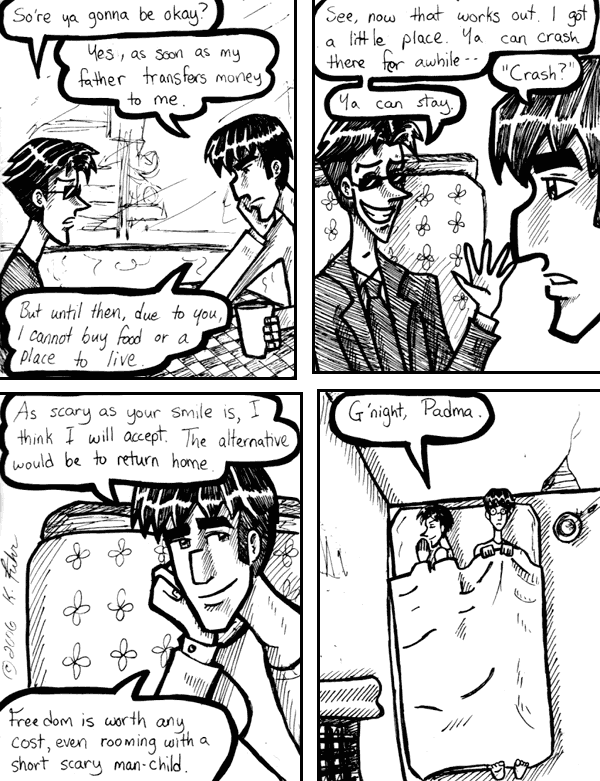 So're ya gonna be okay?
Yes, as soon as my
father transfers money
to me.
But until then, due to you,
I cannot buy food or a
place to live.
See, now that works out. I got
a little place. Ya can crash
there for awhile--
"Crash?"
Ya can stay.
As scary as your smile is, I
think I will accept. The alternative
would be to return home.
Freedom is worth any
cost, even rooming with a
short scary man-child.
G'night, Padma.